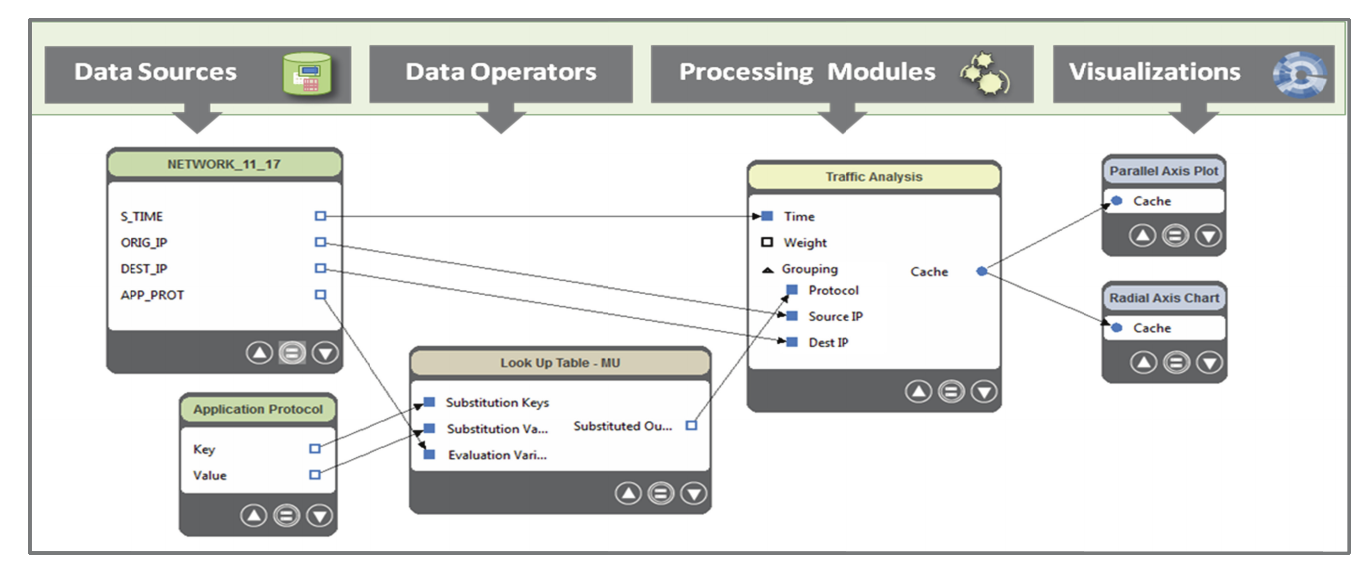 Data Sources
Data Operators
Processing Modules
Visualizations
NETWORK_11_17
S_TIME
ORIG_IP
DEST_IP
APP_PROT
Application Protocol
Key
Value
Look Up Table - MU
Substitution Keys
Substitution Va...
Substituted Ou...
Evaluation Vari...
Traffic Analysis
Time
Weight
Grouping
Cache
Protocol
Source IP
Dest IP
Parallel Axis Plot
Cache
Radial Axis Chart
Cache